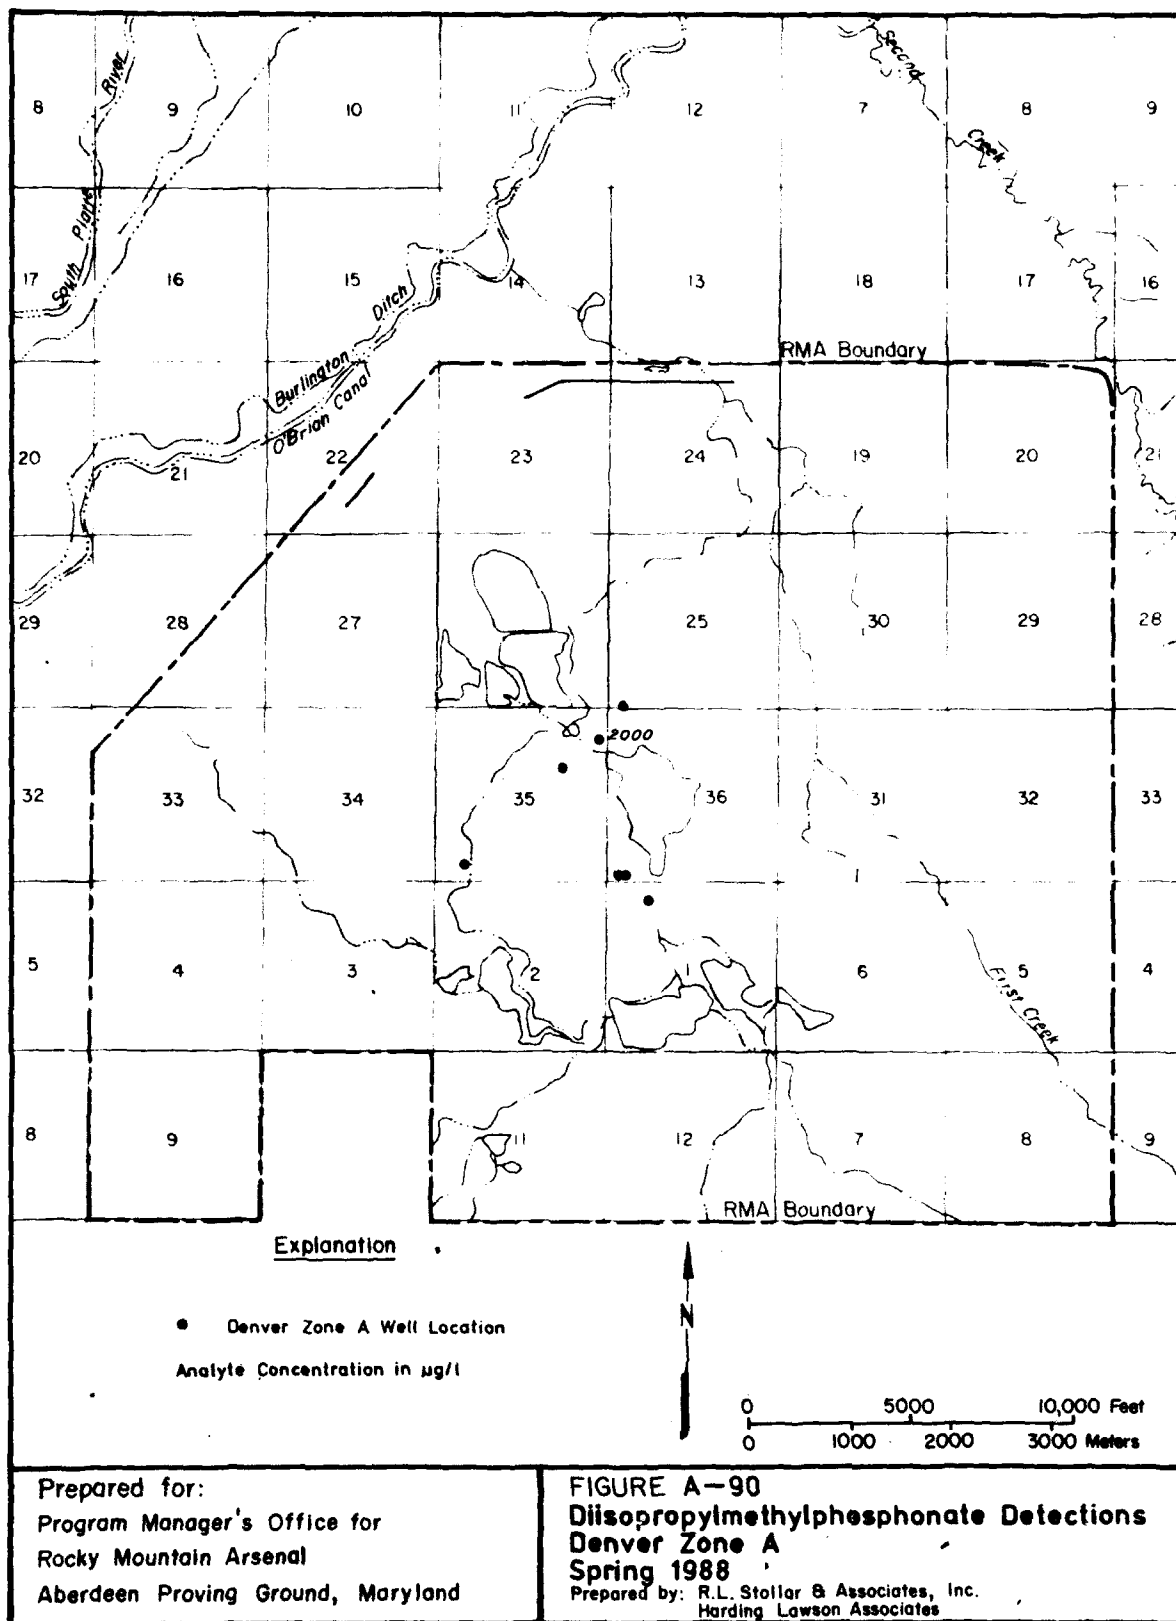 River
Second
8 9 10 11 12 7 8 9
Creek
South Platte
17 16 15 14 13 18 17 16
Burlington Ditch
RMA Boundary
O'Brian Canal
20 21 22 23 24 19 20 21
29 28 27 25 30 29 28
2000
32 33 34 35 36 31 32 33
1
5 4 3 2 6 5 4
First Creek
8 9 11 12 7 8 9
RMA Boundary
Explanation
Denver Zone A Well Location
Analyte Concentration in µg/l
N
0 5000 10,000 Feet
0 1000 2000 3000 Meters
Prepared for:
Program Manager's Office for
Rocky Mountain Arsenal
Aberdeen Proving Ground, Maryland
FIGURE A-90
Diisopropylmethylphosphonate Detections
Denver Zone A
Spring 1988
Prepared by: R.L. Stollar & Associates, Inc.
Harding Lawson Associates